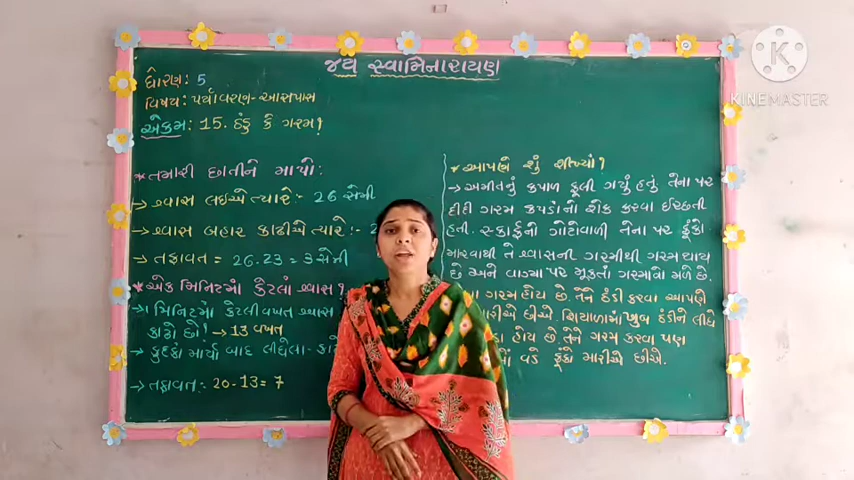 જય સ્વામિનારાયણ
ધોરણ: 5
વિષય: પર્યાવરણ-આસપાસ
એકમ: 15. ઠંડુ કે ગરમ?
*તમારી છાતીને માપો:
→ શ્વાસ લઈએ ત્યારે:- 26 સેમી
→ શ્વાસ બહાર કાઢીએ ત્યારે:- 2
→ તફાવત = 26.23 = 3 સેમી
*એક મિનિટમાં કેટલાં શ્વાસ?
→ 1 મિનિટમાં કેટલી વખત શ્વાસ
કાઢો છો! → 13 વખત
→ કુદકાં માર્યા બાદ લીધેલા-
→ તફાવત:- 20-13 = 7
*આપણે શું શીખ્યાં?
→ અમીતનું કપાળ ફૂલી ગયું હતું તેના પર
દીદી ગરમ કપડાંનો શેક કરવા ઈચ્છતી
હતી. સ્કાર્ફની ગોટીવાળી તેના પર ફૂંકો
મારવાથી તે શ્વાસની ગરમીથી ગરમ થાય
છે અને વાગ્યા પર મૂકતાં ગરમાવો મળે છે.
ગરમ હોય છે. તેને ઠંડી કરવા આપણે
મારીએ છીએ. શિયાળામાં ખુબ ઠંડીને લીધે
હોય છે. તેને ગરમ કરવા પણ
વડે ફૂંકો મારીએ છીએ.
K
KINEMASTER